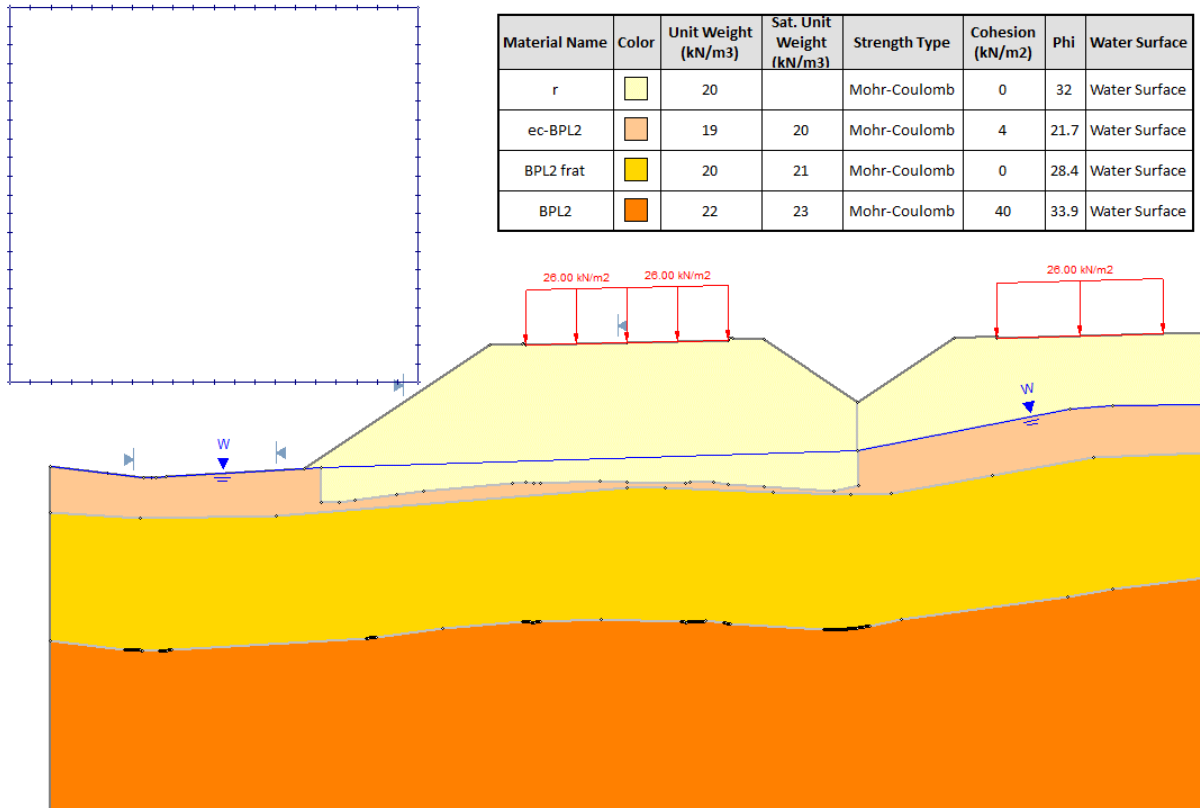 Material Name Color Unit Weight (kN/m3) Sat. Unit Weight (kN/m3) Strength Type Cohesion (kN/m2) Phi Water Surface
r 20 Mohr-Coulomb 0 32 Water Surface
ec-BPL2 19 20 Mohr-Coulomb 4 21.7 Water Surface
BPL2 frat 20 21 Mohr-Coulomb 0 28.4 Water Surface
BPL2 22 23 Mohr-Coulomb 40 33.9 Water Surface
26.00 kN/m2 26.00 kN/m2 26.00 kN/m2
W
W